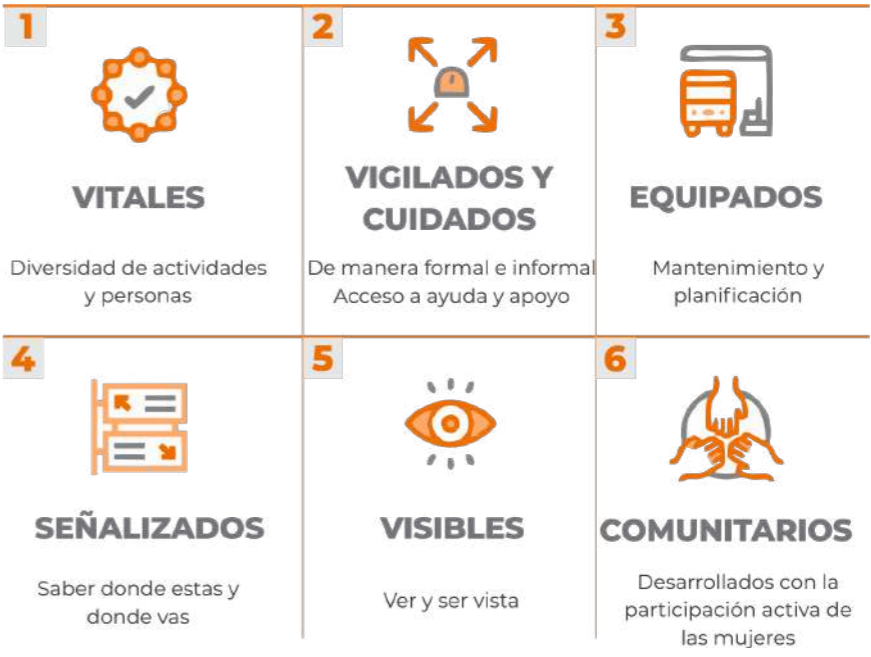 1
VITALES
Diversidad de actividades
y personas
2
VIGILADOS Y
CUIDADOS
De manera formal e informal
Acceso a ayuda y apoyo
3
EQUIPADOS
Mantenimiento y
planificación
4
SEÑALIZADOS
Saber donde estas y
donde vas
5
VISIBLES
Ver y ser vista
6
COMUNITARIOS
Desarrollados con la
participación activa de
las mujeres